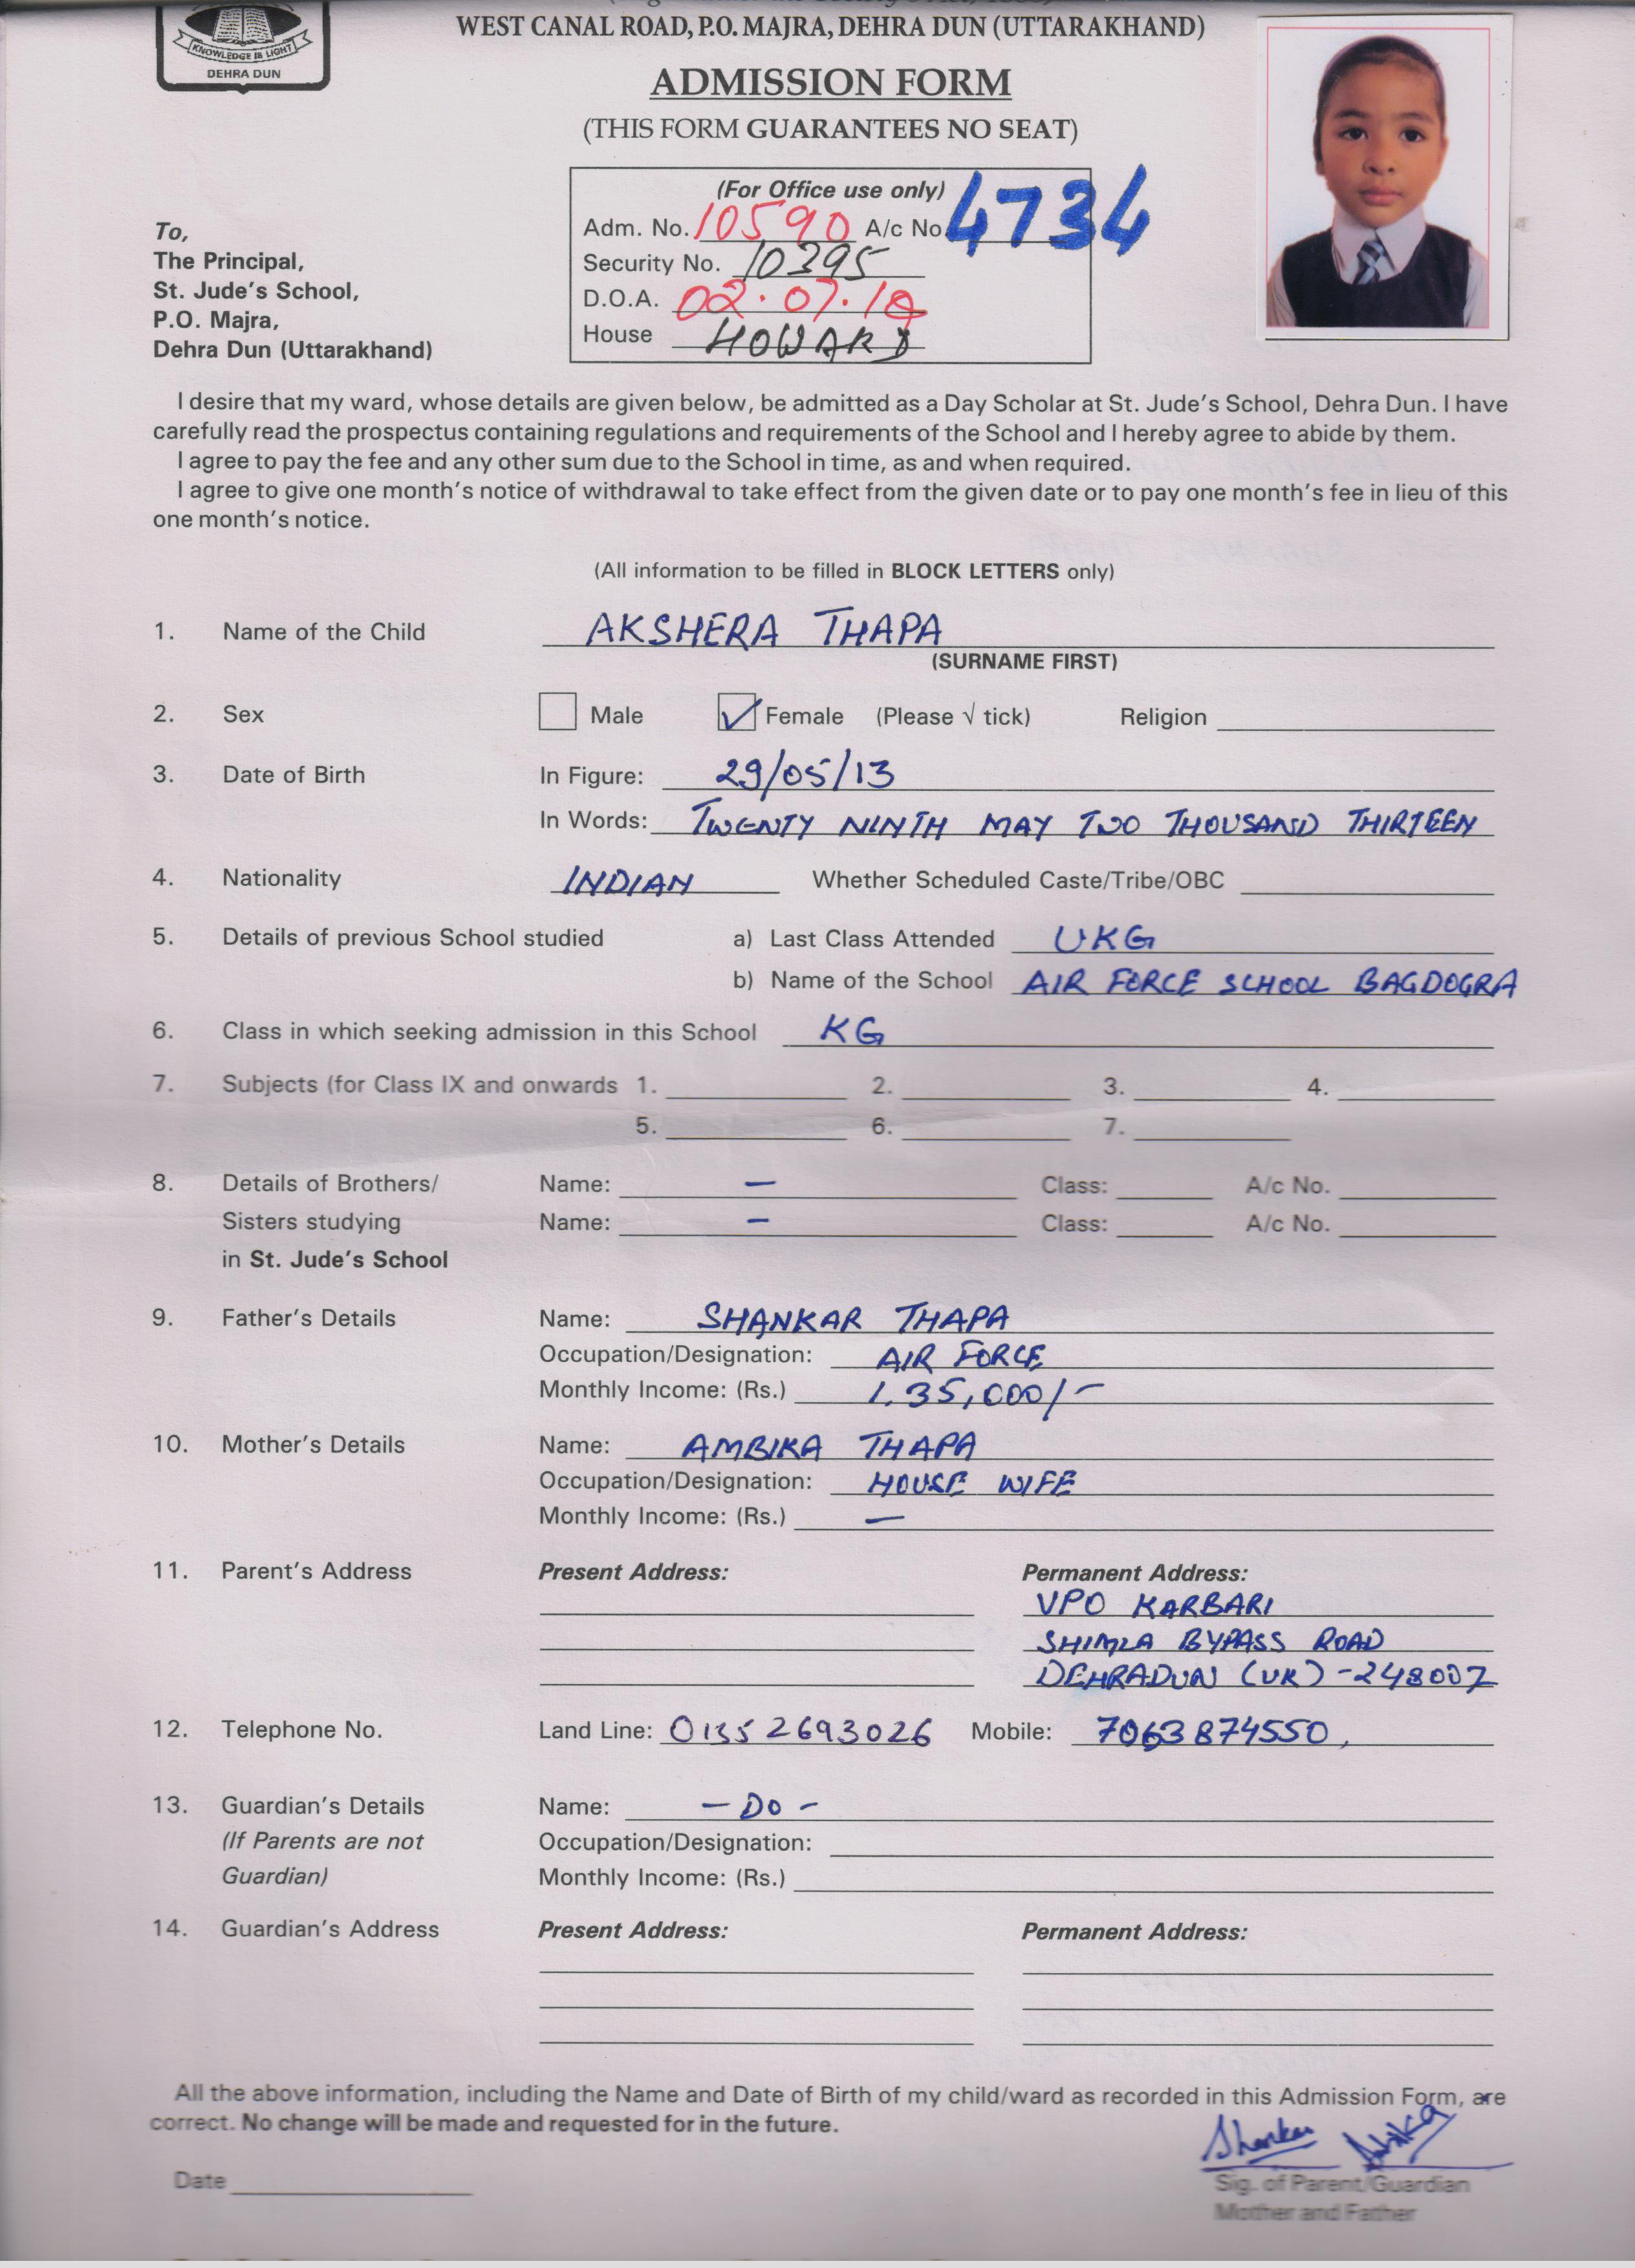 KNOWLEDGE IS LIGHT
DEHRA DUN
WEST CANAL ROAD, P.O. MAJRA, DEHRA DUN (UTTARAKHAND)
ADMISSION FORM
(THIS FORM GUARANTEES NO SEAT)
(For Office use only)
Adm. No. 10590 A/c No. 4734
Security No. 10395
D.O.A. 02.07.18
House HOWARD
To,
The Principal,
St. Jude's School,
P.O. Majra,
Dehra Dun (Uttarakhand)
I desire that my ward, whose details are given below, be admitted as a Day Scholar at St. Jude's School, Dehra Dun. I have
carefully read the prospectus containing regulations and requirements of the School and I hereby agree to abide by them.
I agree to pay the fee and any other sum due to the School in time, as and when required.
I agree to give one month's notice of withdrawal to take effect from the given date or to pay one month's fee in lieu of this
one month's notice.
(All information to be filled in BLOCK LETTERS only)
1. Name of the Child AKSHERA THAPA
(SURNAME FIRST)
2. Sex Male ✓ Female (Please √ tick) Religion
3. Date of Birth In Figure: 29/05/13
In Words: TWENTY NINTH MAY TWO THOUSAND THIRTEEN
4. Nationality INDIAN Whether Scheduled Caste/Tribe/OBC
5. Details of previous School studied a) Last Class Attended UKG
b) Name of the School AIR FORCE SCHOOL BAGDOGRA
6. Class in which seeking admission in this School KG
7. Subjects (for Class IX and onwards 1. 2. 3. 4.
5. 6. 7.
8. Details of Brothers/ Name: — Class: A/c No.
Sisters studying Name: — Class: A/c No.
in St. Jude's School
9. Father's Details Name: SHANKAR THAPA
Occupation/Designation: AIR FORCE
Monthly Income: (Rs.) 1,35,000/-
10. Mother's Details Name: AMBIKA THAPA
Occupation/Designation: HOUSE WIFE
Monthly Income: (Rs.) —
11. Parent's Address Present Address: Permanent Address:
VPO KARBARI
SHIMLA BYPASS ROAD
DEHRADUN (UK) - 248007
12. Telephone No. Land Line: 0135 2693026 Mobile: 7063874550,
13. Guardian's Details Name: - DO -
(If Parents are not Occupation/Designation:
Guardian) Monthly Income: (Rs.)
14. Guardian's Address Present Address: Permanent Address:
All the above information, including the Name and Date of Birth of my child/ward as recorded in this Admission Form, are
correct. No change will be made and requested for in the future.
Shankar Ambika
Date Sig. of Parent/Guardian
Mother and Father